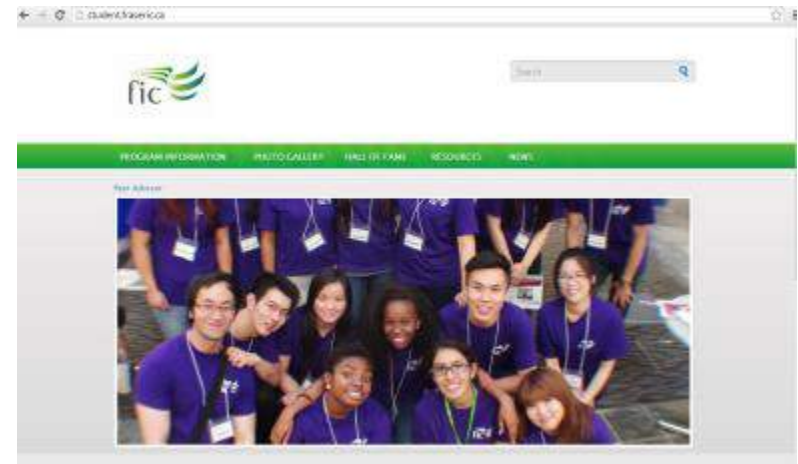 student.fraseric.ca
fic
Search
PROGRAM INFORMATION PHOTO GALLERY HALL OF FAME RESOURCES NEWS
Peer Advisor